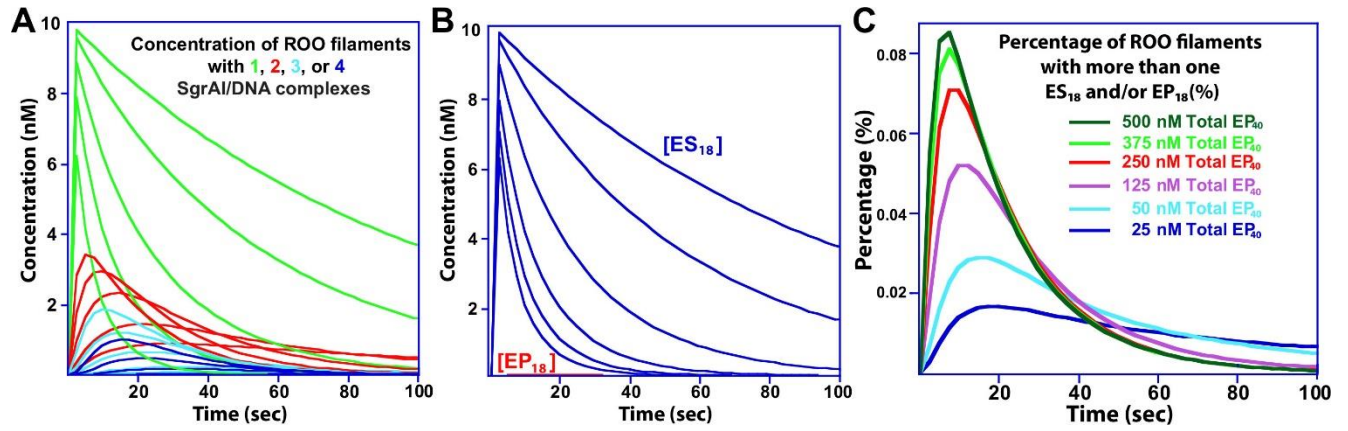 A
Concentration of ROO filaments
with 1, 2, 3, or 4
SgrAI/DNA complexes
Concentration (nM)
10
8
6
4
2
20
40
60
80
100
Time (sec)
B
[ES18]
[EP18]
Concentration (nM)
10
8
6
4
2
20
40
60
80
100
Time (sec)
C
Percentage of ROO filaments
with more than one
ES18 and/or EP18(%)
500 nM Total EP40
375 nM Total EP40
250 nM Total EP40
125 nM Total EP40
50 nM Total EP40
25 nM Total EP40
Percentage (%)
0.08
0.06
0.04
0.02
20
40
60
80
100
Time (sec)